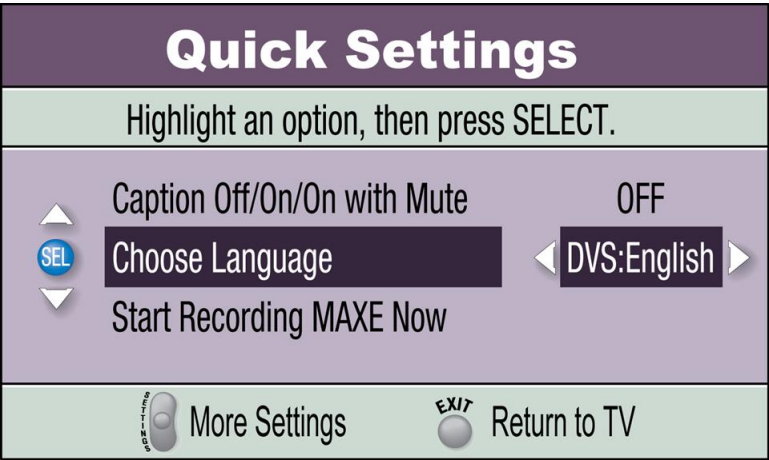 Quick Settings
Highlight an option, then press SELECT.
Caption Off/On/On with Mute OFF
SEL Choose Language DVS:English
Start Recording MAXE Now
SETTINGS More Settings EXIT Return to TV